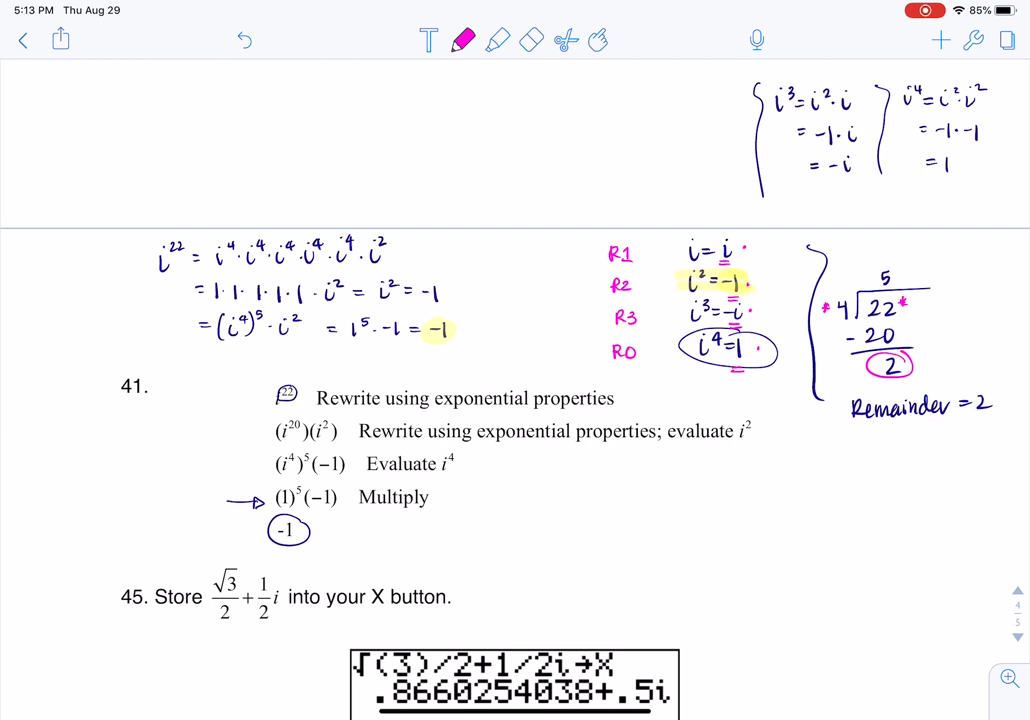 5:13 PM Thu Aug 29
85%
T
i³ = i² · i
= -1 · i
= -i
i⁴ = i² · i²
= -1 · -1
= 1
i²² = i⁴ · i⁴ · i⁴ · i⁴ · i⁴ · i²
= 1 · 1 · 1 · 1 · 1 · i² = i² = -1
= (i⁴)⁵ · i² = 1⁵ · -1 = -1
R1 i = i
R2 i² = -1
R3 i³ = -i
R0 i⁴ = 1
5
* 4 ) 22 *
- 20
2
Remainder = 2
41.
i²² Rewrite using exponential properties
(i²⁰)(i²) Rewrite using exponential properties; evaluate i²
(i⁴)⁵(−1) Evaluate i⁴
→ (1)⁵(−1) Multiply
-1
45. Store √3/2 + 1/2 i into your X button.
√(3)/2+1/2i→X
.8660254038+.5i
4
5